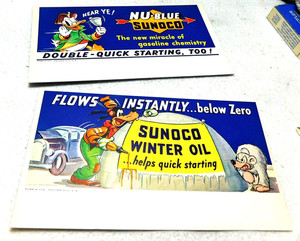 HEAR YE!
NU-BLUE
SUNOCO
The new miracle of
gasoline chemistry
DOUBLE-QUICK STARTING, TOO!
FLOWS INSTANTLY...below Zero
SUNOCO
WINTER OIL
...helps quick starting